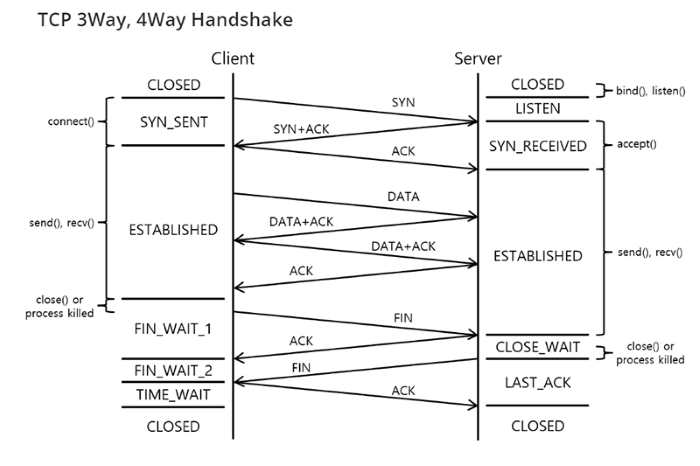 TCP 3Way, 4Way Handshake
Client
Server
CLOSED
CLOSED
bind(), listen()
SYN
LISTEN
connect()
SYN_SENT
SYN+ACK
ACK
SYN_RECEIVED
accept()
DATA
send(), recv()
ESTABLISHED
DATA+ACK
DATA+ACK
ESTABLISHED
send(), recv()
ACK
close() or
process killed
FIN_WAIT_1
FIN
ACK
CLOSE_WAIT
close() or
process killed
FIN_WAIT_2
FIN
LAST_ACK
TIME_WAIT
ACK
CLOSED
CLOSED